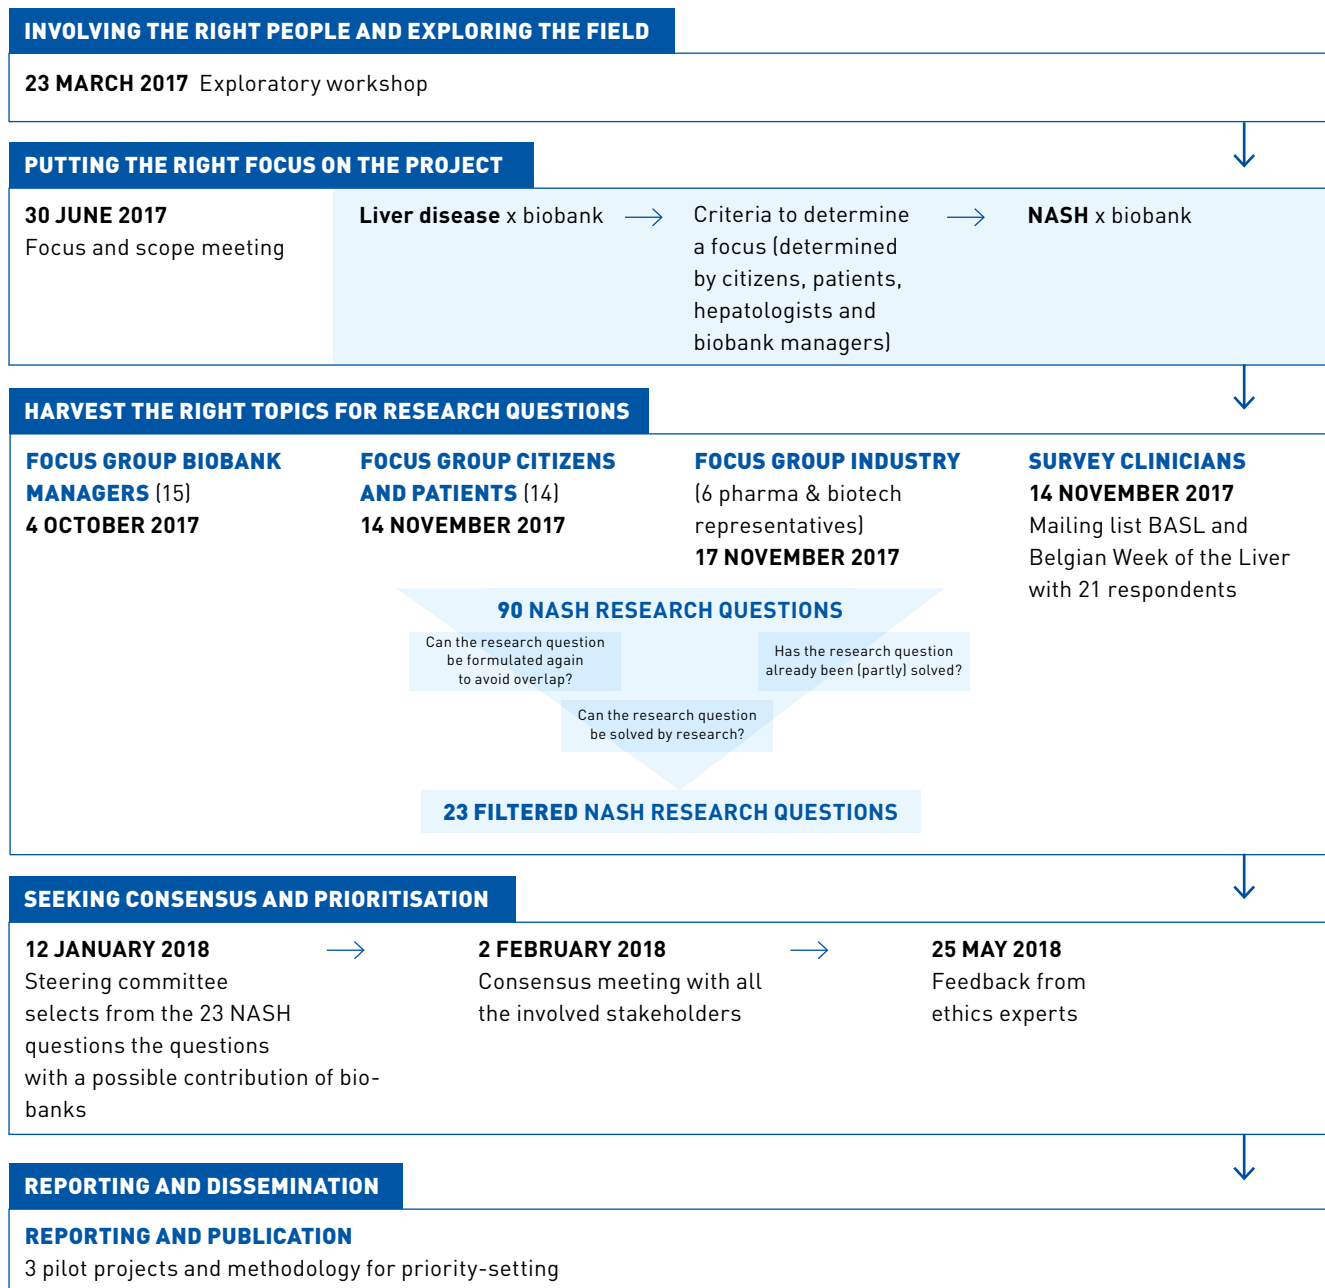 INVOLVING THE RIGHT PEOPLE AND EXPLORING THE FIELD
23 MARCH 2017 Exploratory workshop
PUTTING THE RIGHT FOCUS ON THE PROJECT
30 JUNE 2017
Focus and scope meeting
Liver disease x biobank
Criteria to determine
a focus (determined
by citizens, patients,
hepatologists and
biobank managers)
NASH x biobank
HARVEST THE RIGHT TOPICS FOR RESEARCH QUESTIONS
FOCUS GROUP BIOBANK
MANAGERS (15)
4 OCTOBER 2017
FOCUS GROUP CITIZENS
AND PATIENTS (14)
14 NOVEMBER 2017
FOCUS GROUP INDUSTRY
(6 pharma & biotech
representatives)
17 NOVEMBER 2017
SURVEY CLINICIANS
14 NOVEMBER 2017
Mailing list BASL and
Belgian Week of the Liver
with 21 respondents
90 NASH RESEARCH QUESTIONS
Can the research question
be formulated again
to avoid overlap?
Has the research question
already been (partly) solved?
Can the research question
be solved by research?
23 FILTERED NASH RESEARCH QUESTIONS
SEEKING CONSENSUS AND PRIORITISATION
12 JANUARY 2018
Steering committee
selects from the 23 NASH
questions the questions
with a possible contribution of bio-
banks
2 FEBRUARY 2018
Consensus meeting with all
the involved stakeholders
25 MAY 2018
Feedback from
ethics experts
REPORTING AND DISSEMINATION
REPORTING AND PUBLICATION
3 pilot projects and methodology for priority-setting